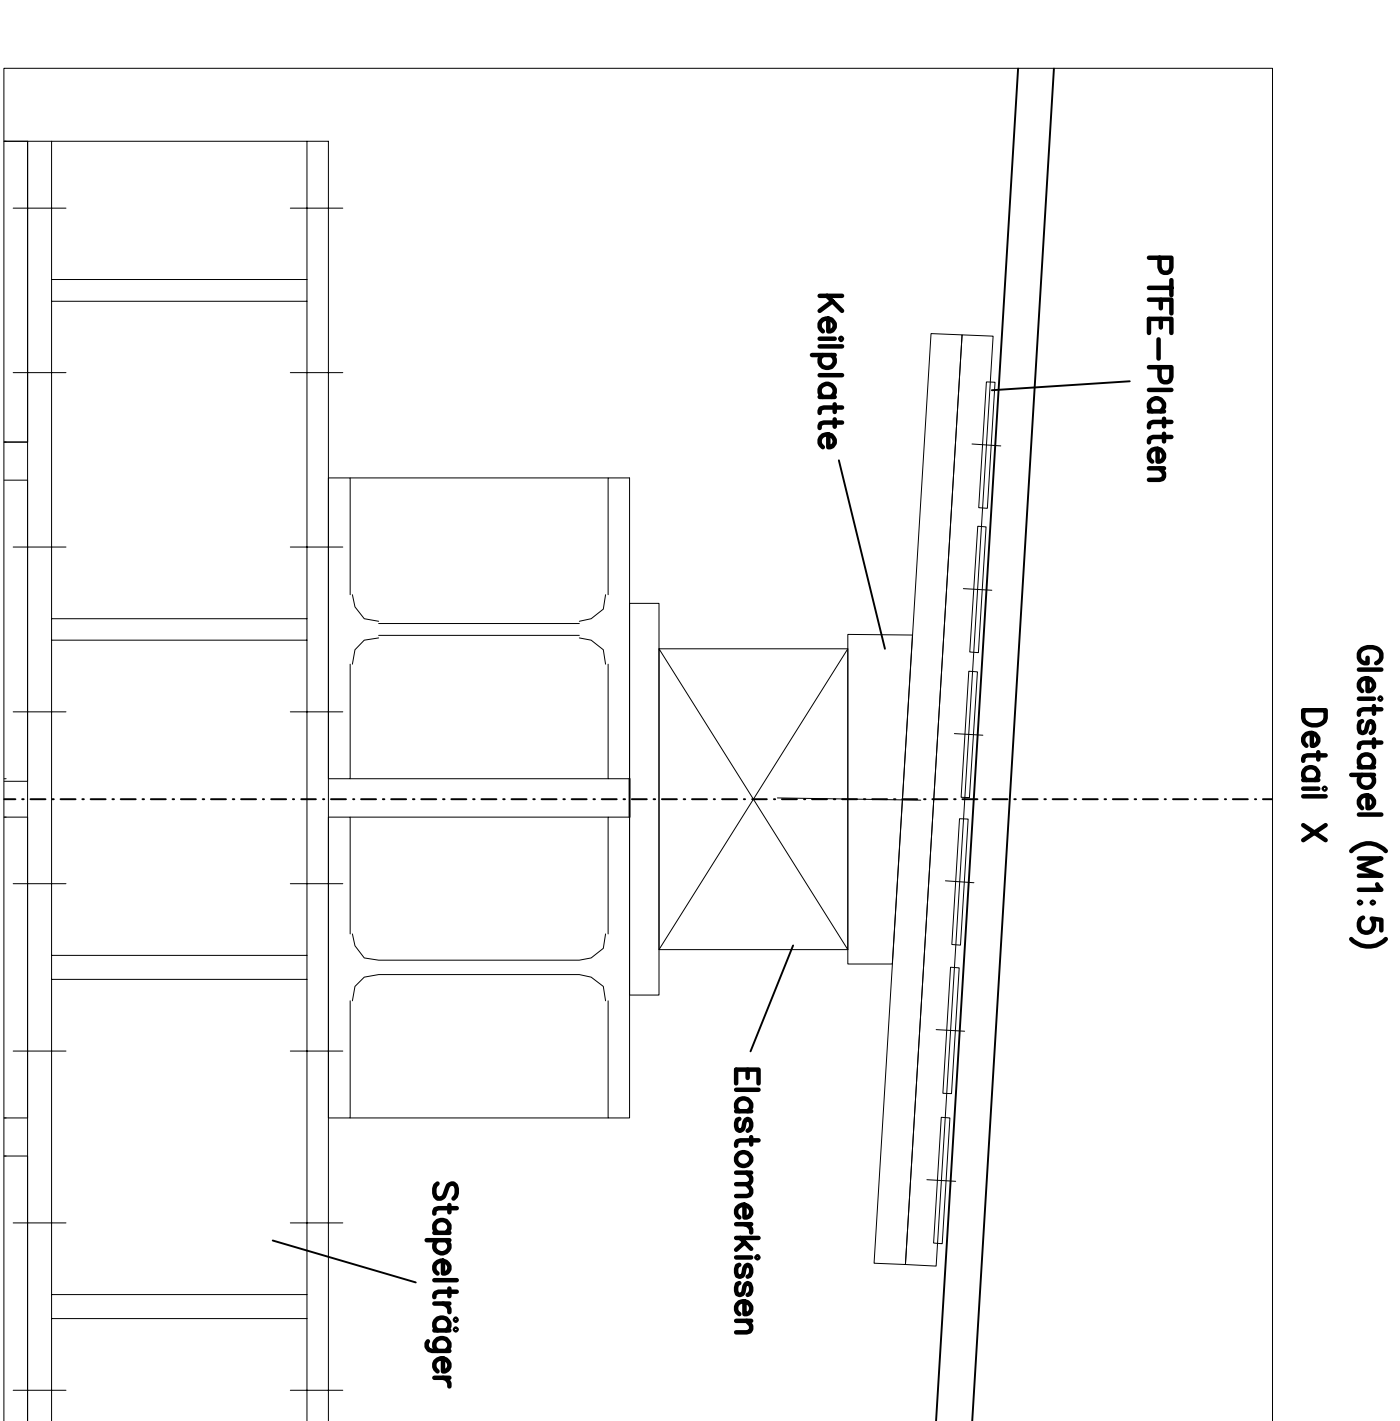 Gleitstapel (M1:5)
Detail X
PTFE-Platten
Keilplatte
Elastomerkissen
Stapelträger